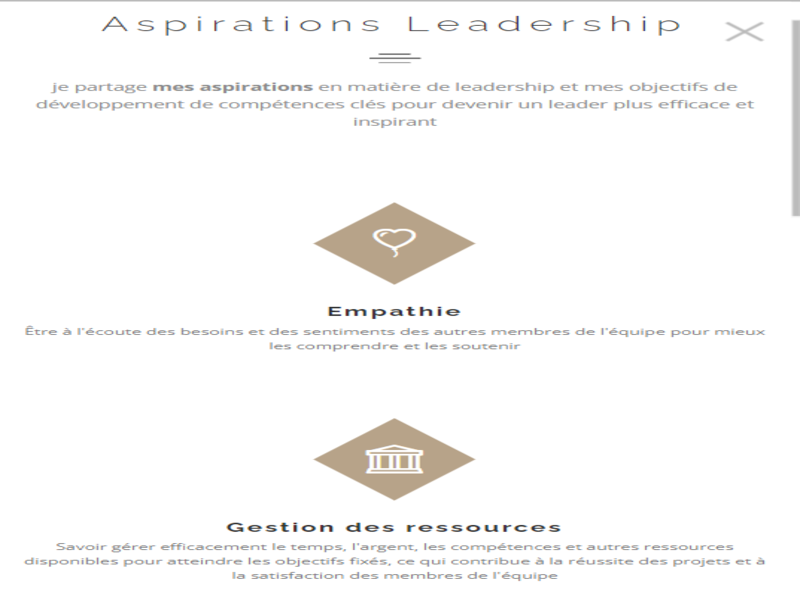 Aspirations Leadership
je partage mes aspirations en matière de leadership et mes objectifs de
développement de compétences clés pour devenir un leader plus efficace et
inspirant
Empathie
Être à l'écoute des besoins et des sentiments des autres membres de l'équipe pour mieux
les comprendre et les soutenir
Gestion des ressources
Savoir gérer efficacement le temps, l'argent, les compétences et autres ressources
disponibles pour atteindre les objectifs fixés, ce qui contribue à la réussite des projets et à
la satisfaction des membres de l'équipe